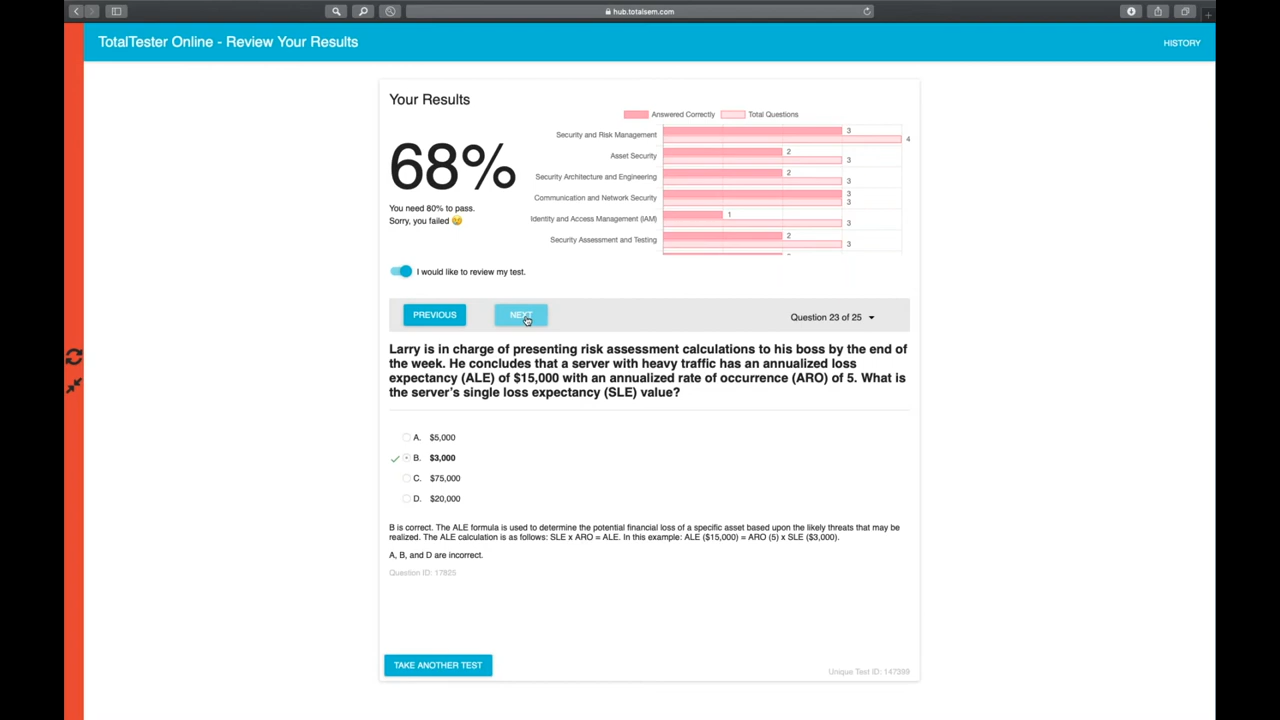 hub.totalsem.com
TotalTester Online - Review Your Results
HISTORY
Your Results
Answered Correctly
Total Questions
68%
You need 80% to pass.
Sorry, you failed
Security and Risk Management
3
4
Asset Security
2
3
Security Architecture and Engineering
2
3
Communication and Network Security
3
3
Identity and Access Management (IAM)
1
3
Security Assessment and Testing
2
3
I would like to review my test.
PREVIOUS
NEXT
Question 23 of 25
Larry is in charge of presenting risk assessment calculations to his boss by the end of
the week. He concludes that a server with heavy traffic has an annualized loss
expectancy (ALE) of $15,000 with an annualized rate of occurrence (ARO) of 5. What is
the server's single loss expectancy (SLE) value?
A. $5,000
B. $3,000
C. $75,000
D. $20,000
B is correct. The ALE formula is used to determine the potential financial loss of a specific asset based upon the likely threats that may be
realized. The ALE calculation is as follows: SLE x ARO = ALE. In this example: ALE ($15,000) = ARO (5) x SLE ($3,000).
A, B, and D are incorrect.
Question ID: 17825
TAKE ANOTHER TEST
Unique Test ID: 147399